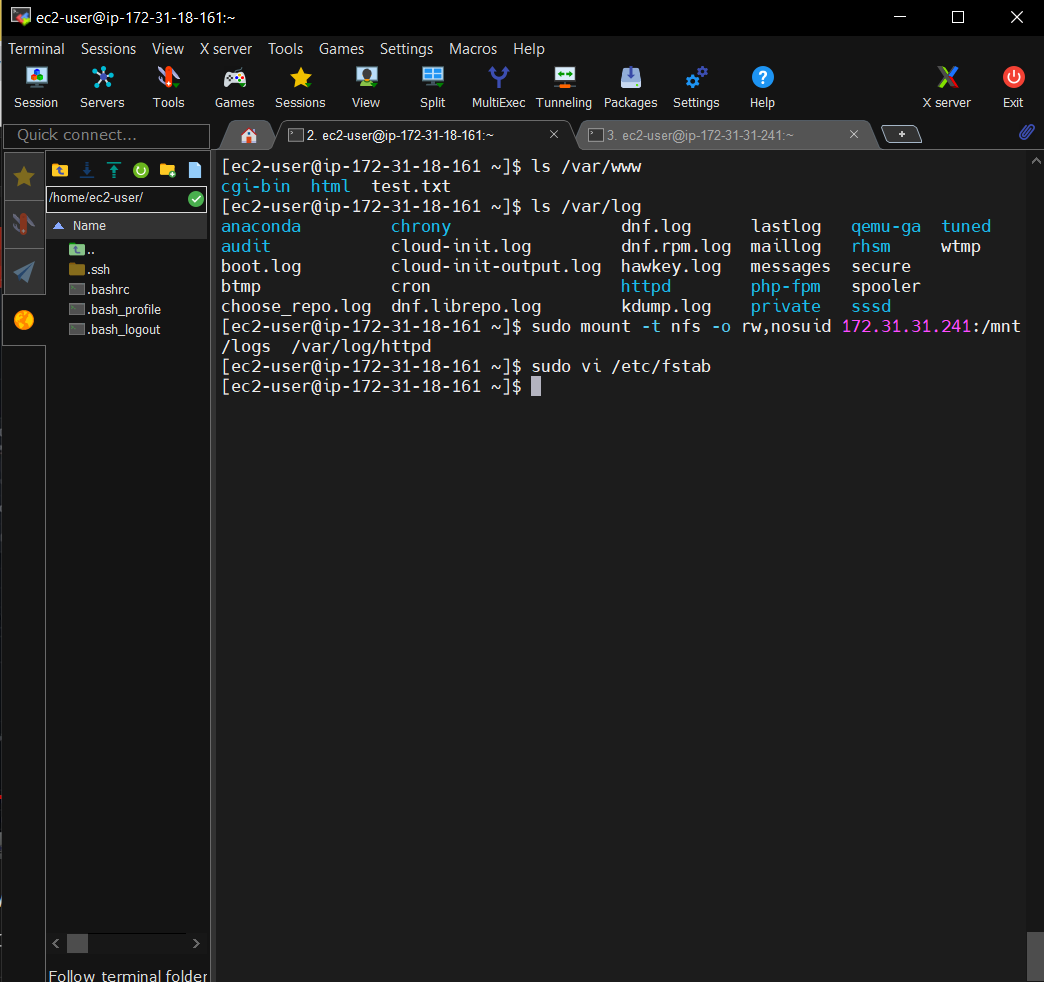 ec2-user@ip-172-31-18-161:~
Terminal Sessions View X server Tools Games Settings Macros Help
Session Servers Tools Games Sessions View Split MultiExec Tunneling Packages Settings Help X server Exit
Quick connect...
2. ec2-user@ip-172-31-18-161:~
3. ec2-user@ip-172-31-31-241:~
/home/ec2-user/
Name
..
.ssh
.bashrc
.bash_profile
.bash_logout
Follow terminal folder
[ec2-user@ip-172-31-18-161 ~]$ ls /var/www
cgi-bin  html  test.txt
[ec2-user@ip-172-31-18-161 ~]$ ls /var/log
anaconda         chrony                 dnf.log      lastlog   qemu-ga  tuned
audit            cloud-init.log         dnf.rpm.log  maillog   rhsm     wtmp
boot.log         cloud-init-output.log  hawkey.log   messages  secure
btmp             cron                   httpd        php-fpm   spooler
choose_repo.log  dnf.librepo.log        kdump.log    private   sssd
[ec2-user@ip-172-31-18-161 ~]$ sudo mount -t nfs -o rw,nosuid 172.31.31.241:/mnt
/logs  /var/log/httpd
[ec2-user@ip-172-31-18-161 ~]$ sudo vi /etc/fstab
[ec2-user@ip-172-31-18-161 ~]$